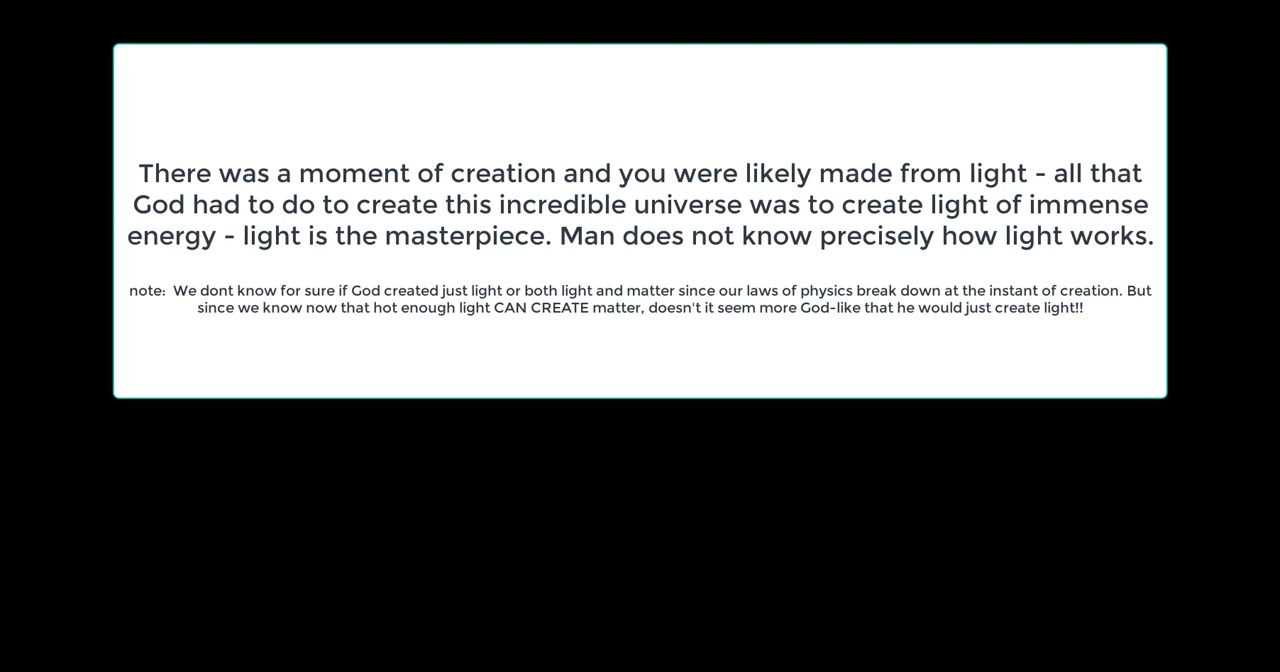 There was a moment of creation and you were likely made from light - all that
God had to do to create this incredible universe was to create light of immense
energy - light is the masterpiece. Man does not know precisely how light works.
note:  We dont know for sure if God created just light or both light and matter since our laws of physics break down at the instant of creation. But
since we know now that hot enough light CAN CREATE matter, doesn't it seem more God-like that he would just create light!!